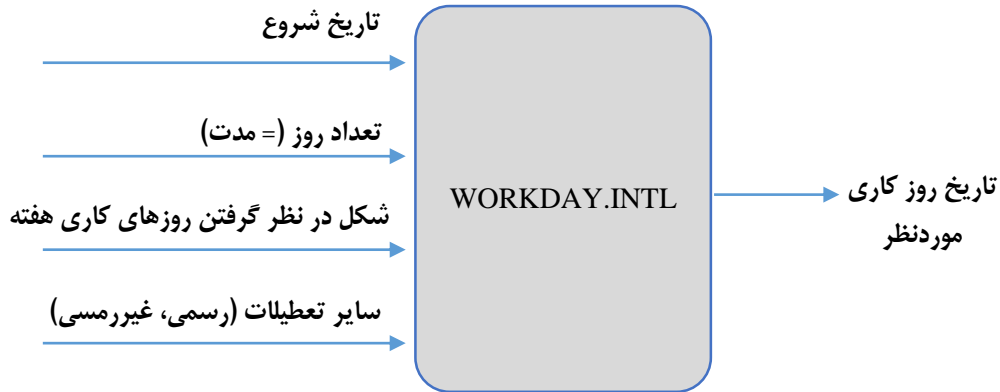 تاریخ شروع
تعداد روز (= مدت)
شکل در نظر گرفتن روزهای کاری هفته
سایر تعطیلات (رسمی، غیررمسی)
WORKDAY.INTL
تاریخ روز کاری
موردنظر